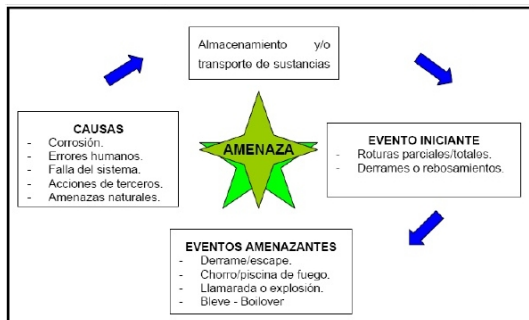 Almacenamiento y/o
transporte de sustancias
CAUSAS
- Corrosión.
- Errores humanos.
- Falla del sistema.
- Acciones de terceros.
- Amenazas naturales.
AMENAZA
EVENTO INICIANTE
- Roturas parciales/totales.
- Derrames o rebosamientos.
EVENTOS AMENAZANTES
- Derrame/escape.
- Chorro/piscina de fuego.
- Llamarada o explosión.
- Bleve - Boilover